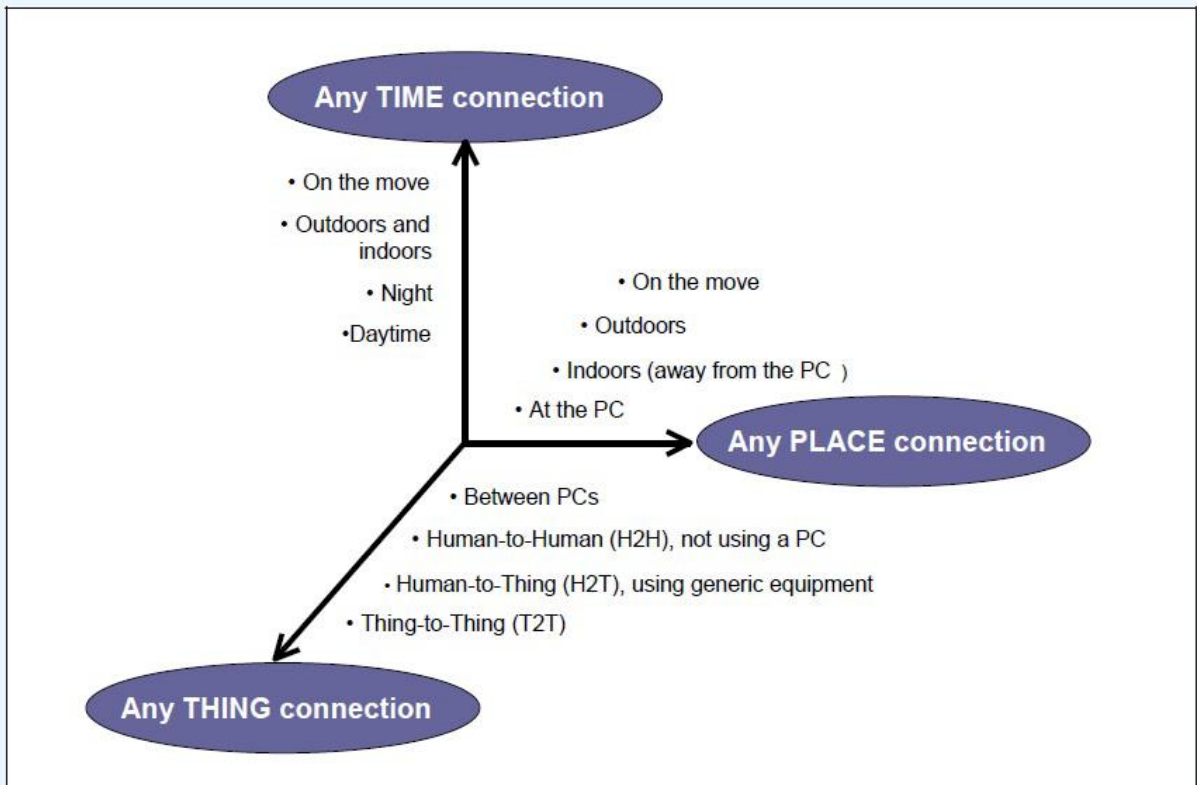 Any TIME connection
• On the move
• Outdoors and
indoors
• Night
•Daytime
• On the move
• Outdoors
• Indoors (away from the PC )
• At the PC
Any PLACE connection
• Between PCs
• Human-to-Human (H2H), not using a PC
• Human-to-Thing (H2T), using generic equipment
• Thing-to-Thing (T2T)
Any THING connection